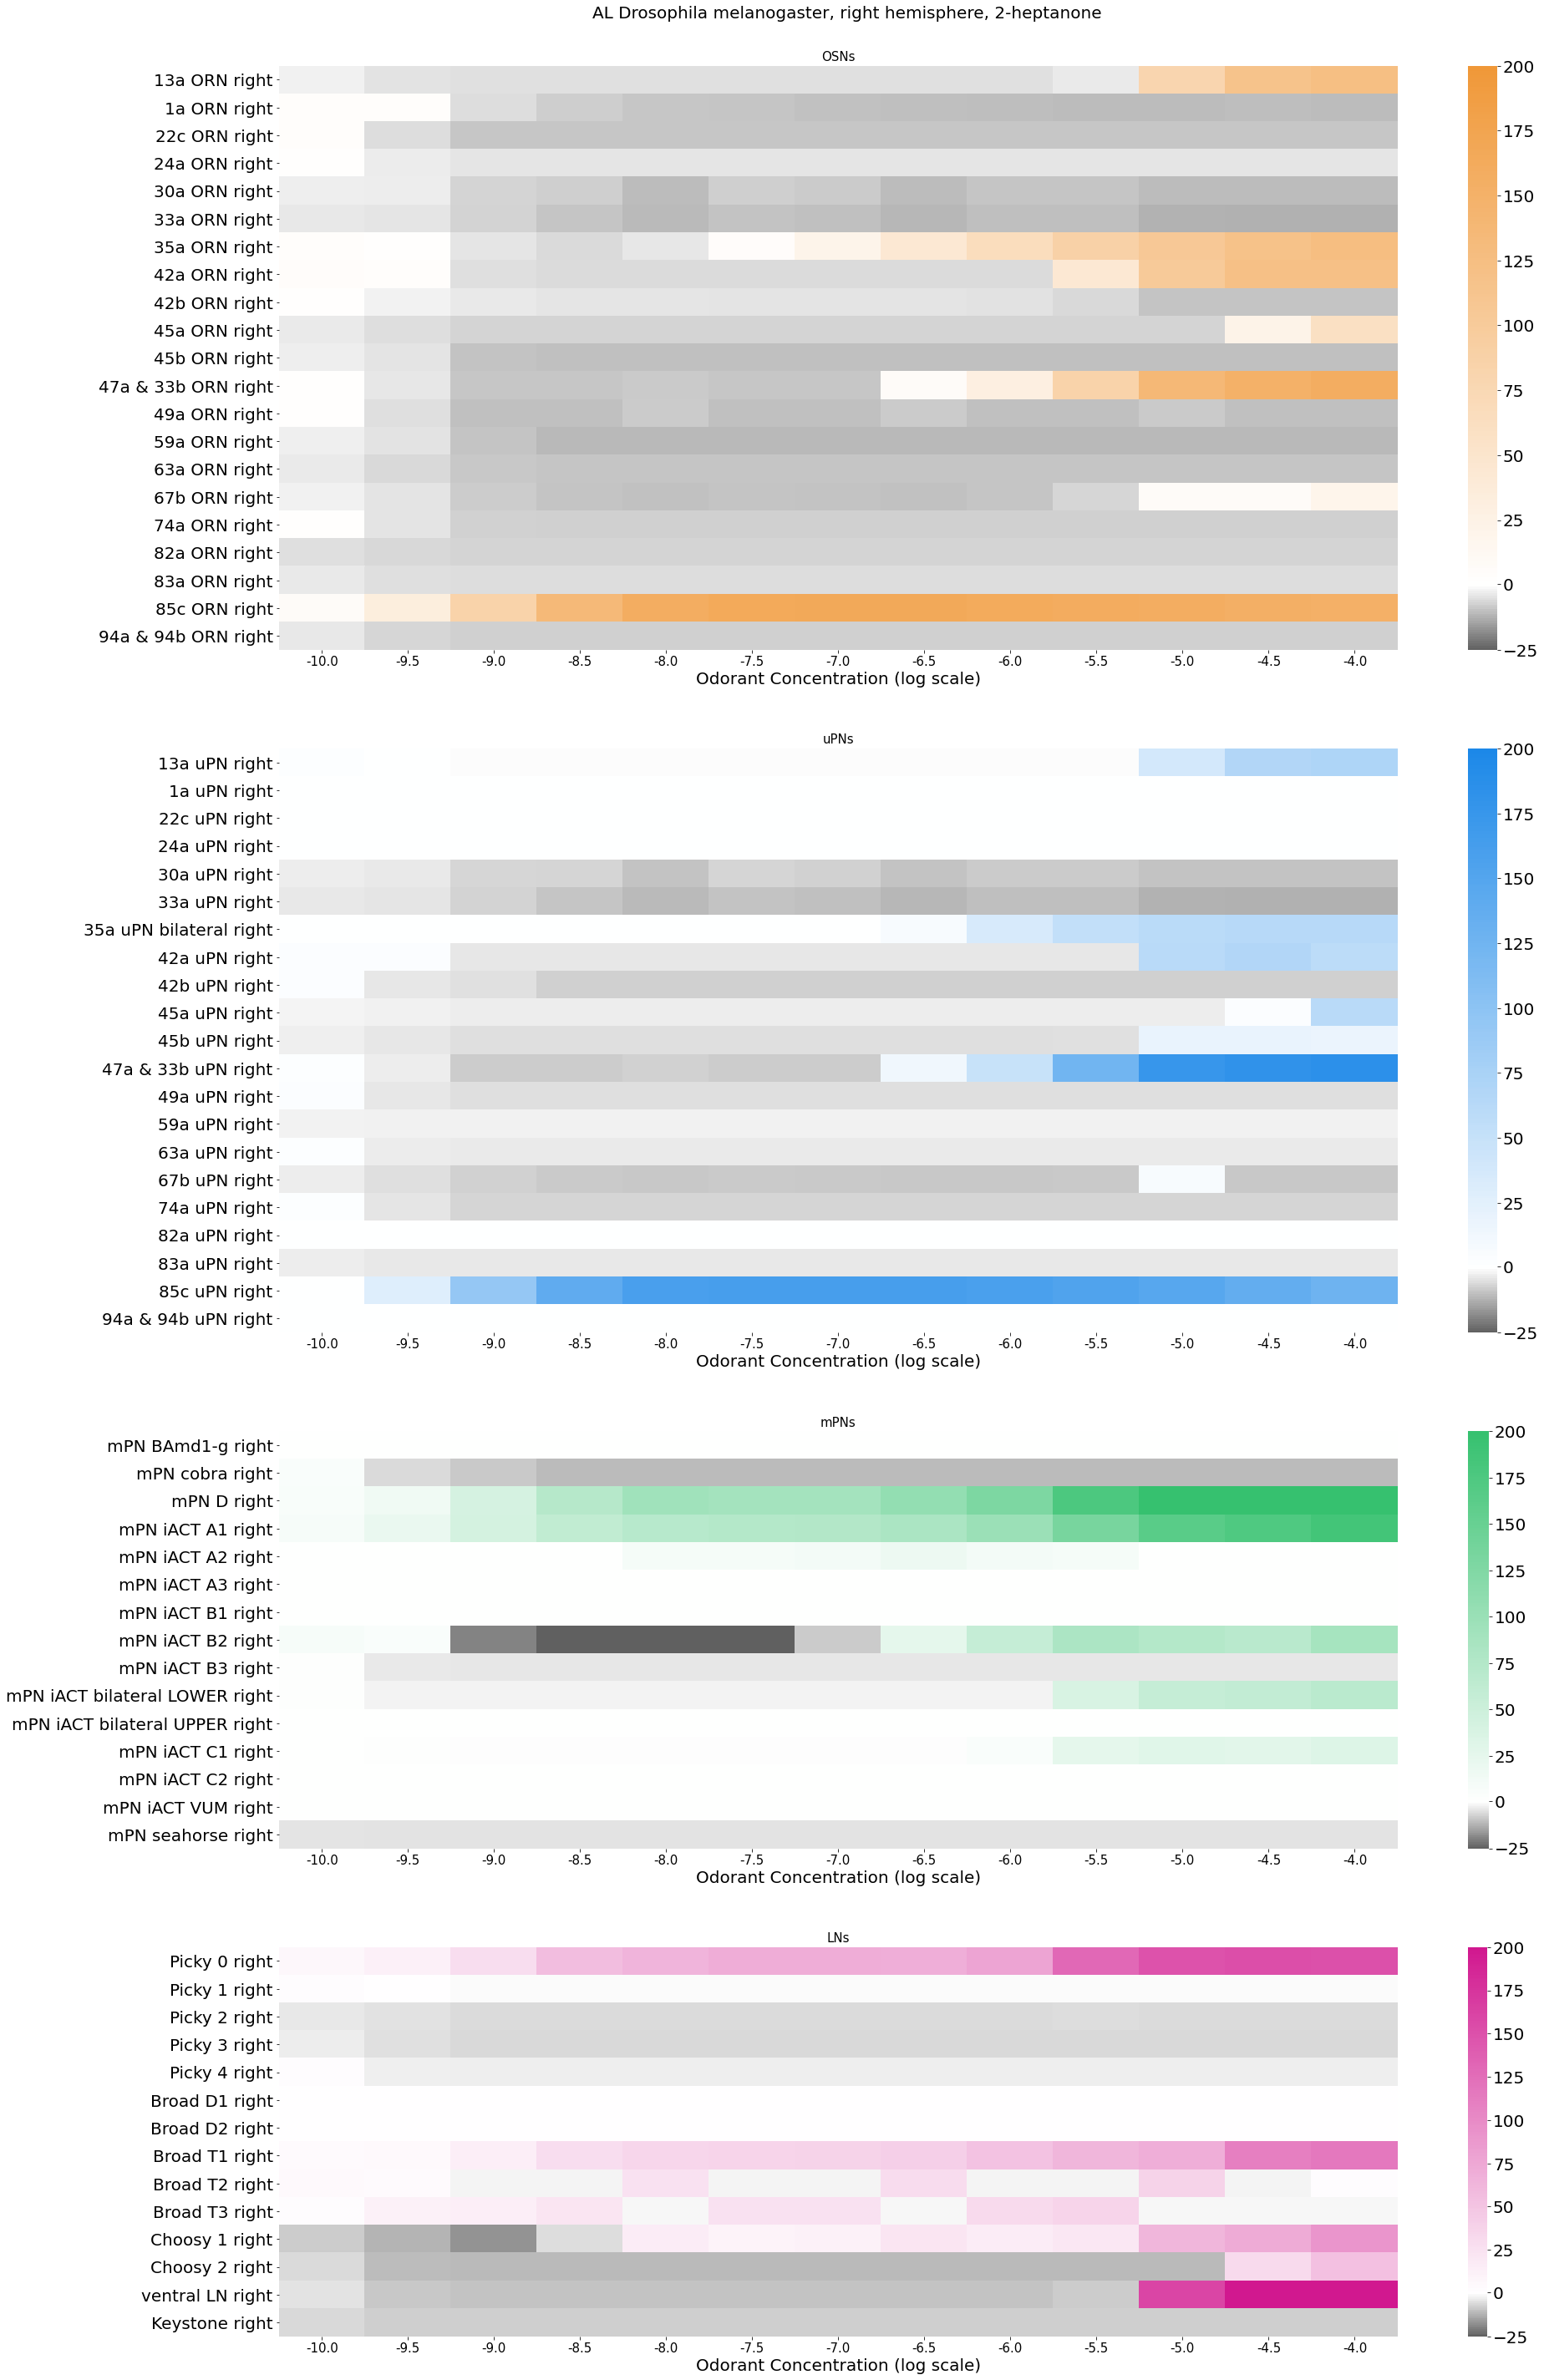 AL Drosophila melanogaster, right hemisphere, 2-heptanone
OSNs
13a ORN right
1a ORN right
22c ORN right
24a ORN right
30a ORN right
33a ORN right
35a ORN right
42a ORN right
42b ORN right
45a ORN right
45b ORN right
47a & 33b ORN right
49a ORN right
59a ORN right
63a ORN right
67b ORN right
74a ORN right
82a ORN right
83a ORN right
85c ORN right
94a & 94b ORN right
-10.0 -9.5 -9.0 -8.5 -8.0 -7.5 -7.0 -6.5 -6.0 -5.5 -5.0 -4.5 -4.0
Odorant Concentration (log scale)
200
175
150
125
100
75
50
25
0
−25
uPNs
13a uPN right
1a uPN right
22c uPN right
24a uPN right
30a uPN right
33a uPN right
35a uPN bilateral right
42a uPN right
42b uPN right
45a uPN right
45b uPN right
47a & 33b uPN right
49a uPN right
59a uPN right
63a uPN right
67b uPN right
74a uPN right
82a uPN right
83a uPN right
85c uPN right
94a & 94b uPN right
-10.0 -9.5 -9.0 -8.5 -8.0 -7.5 -7.0 -6.5 -6.0 -5.5 -5.0 -4.5 -4.0
Odorant Concentration (log scale)
200
175
150
125
100
75
50
25
0
−25
mPNs
mPN BAmd1-g right
mPN cobra right
mPN D right
mPN iACT A1 right
mPN iACT A2 right
mPN iACT A3 right
mPN iACT B1 right
mPN iACT B2 right
mPN iACT B3 right
mPN iACT bilateral LOWER right
mPN iACT bilateral UPPER right
mPN iACT C1 right
mPN iACT C2 right
mPN iACT VUM right
mPN seahorse right
-10.0 -9.5 -9.0 -8.5 -8.0 -7.5 -7.0 -6.5 -6.0 -5.5 -5.0 -4.5 -4.0
Odorant Concentration (log scale)
200
175
150
125
100
75
50
25
0
−25
LNs
Picky 0 right
Picky 1 right
Picky 2 right
Picky 3 right
Picky 4 right
Broad D1 right
Broad D2 right
Broad T1 right
Broad T2 right
Broad T3 right
Choosy 1 right
Choosy 2 right
ventral LN right
Keystone right
-10.0 -9.5 -9.0 -8.5 -8.0 -7.5 -7.0 -6.5 -6.0 -5.5 -5.0 -4.5 -4.0
Odorant Concentration (log scale)
200
175
150
125
100
75
50
25
0
−25